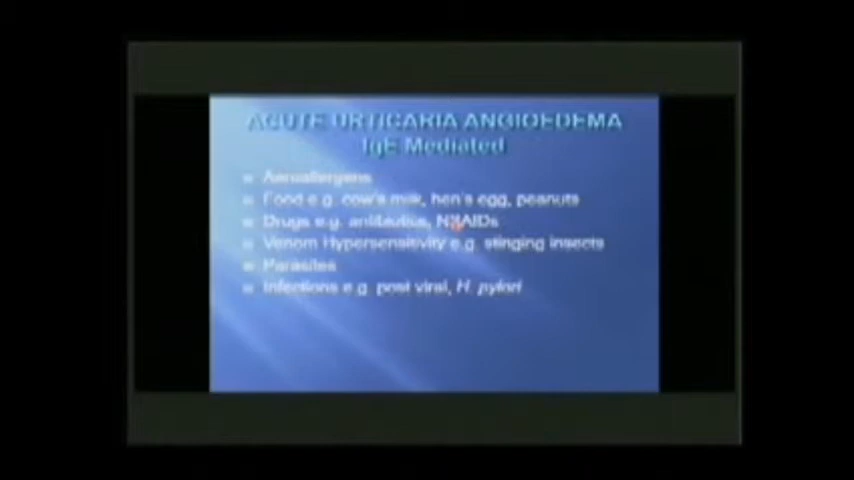 ACUTE URTICARIA ANGIOEDEMA
IgE Mediated
Aeroallergens
Food e.g. cow's milk, hen's egg, peanuts
Drugs e.g. antibiotics, NSAIDs
Venom Hypersensitivity e.g. stinging insects
Parasites
Infections e.g. post viral, H. pylori